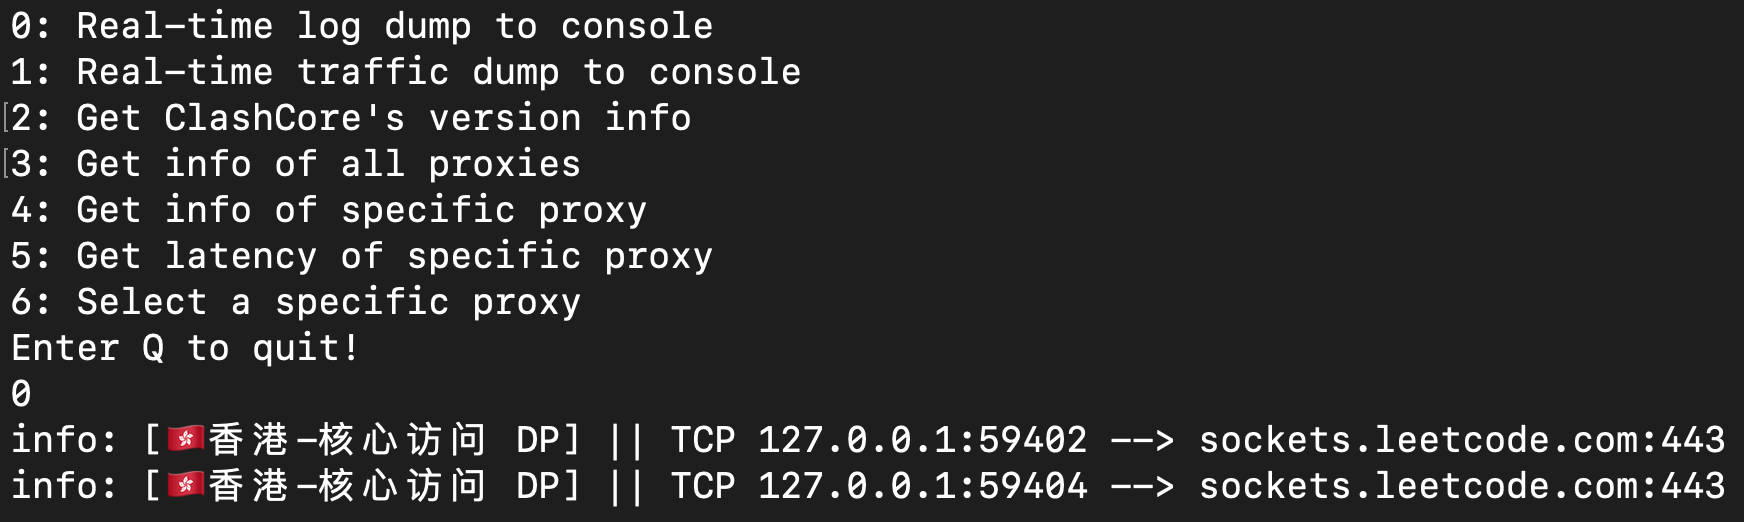 0: Real-time log dump to console
1: Real-time traffic dump to console
2: Get ClashCore's version info
3: Get info of all proxies
4: Get info of specific proxy
5: Get latency of specific proxy
6: Select a specific proxy
Enter Q to quit!
0
info: [🇭🇰香港-核心访问 DP] || TCP 127.0.0.1:59402 --> sockets.leetcode.com:443
info: [🇭🇰香港-核心访问 DP] || TCP 127.0.0.1:59404 --> sockets.leetcode.com:443